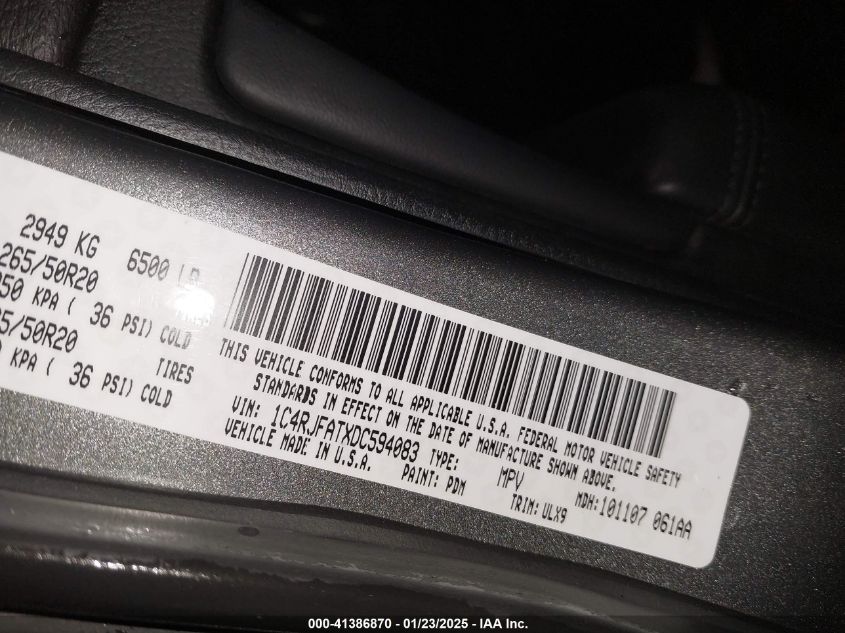 2949 KG 6500 LB
265/50R20
250 KPA ( 36 PSI) COLD
5/50R20 TIRES
KPA ( 36 PSI) COLD
THIS VEHICLE CONFORMS TO ALL APPLICABLE U.S.A. FEDERAL MOTOR VEHICLE SAFETY
STANDARDS IN EFFECT ON THE DATE OF MANUFACTURE SHOWN ABOVE.
VIN: 1C4RJFATXDC594083 TYPE: MPV MDH:101107 061AA
VEHICLE MADE IN U.S.A. PAINT: PDM TRIM:ULX9
000-41386870 / 01/23/2025 - IAA Inc.